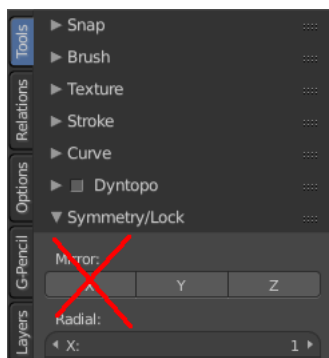 Tools
Relations
Options
G-Pencil
Layers
Snap
Brush
Texture
Stroke
Curve
Dyntopo
Symmetry/Lock
Mirror:
X Y Z
Radial:
X: 1